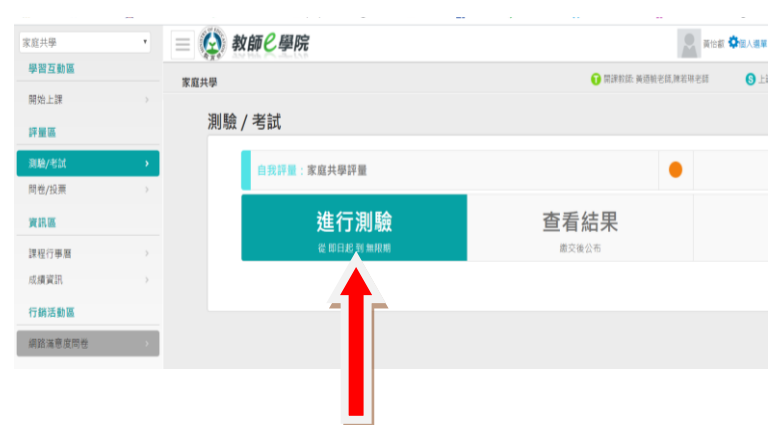 家庭共學
教師e學院
個人選單
學習互動區
家庭共學
開課教師:
開始上課
測驗 / 考試
評量區
測驗/考試
自我評量：家庭共學評量
問卷/投票
進行測驗
查看結果
資訊區
從 即日起 到 無限期
繳交後公布
課程行事曆
成績資訊
行銷活動區
網路滿意度問卷